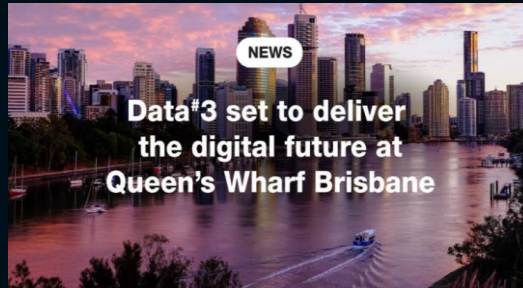 NEWS
Data#3 set to deliver
the digital future at
Queen's Wharf Brisbane